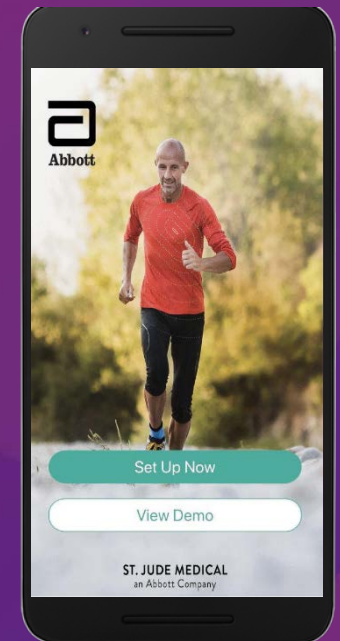 Abbott
Set Up Now
View Demo
ST. JUDE MEDICAL
an Abbott Company